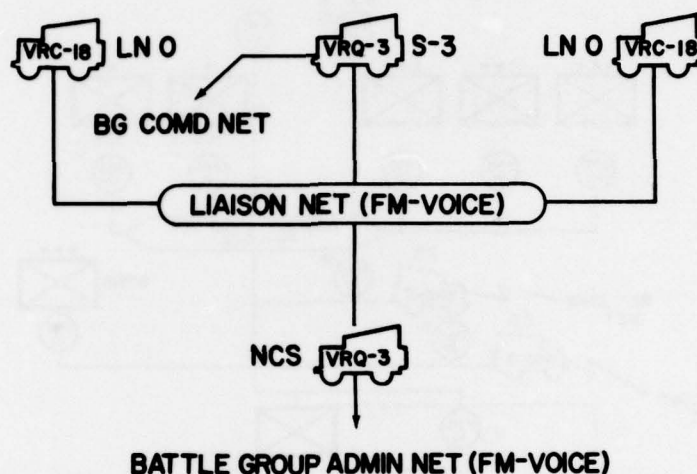 VRC-18 LN O
VRQ-3 S-3
LN O VRC-18
BG COMD NET
LIAISON NET (FM-VOICE)
NCS VRQ-3
BATTLE GROUP ADMIN NET (FM-VOICE)